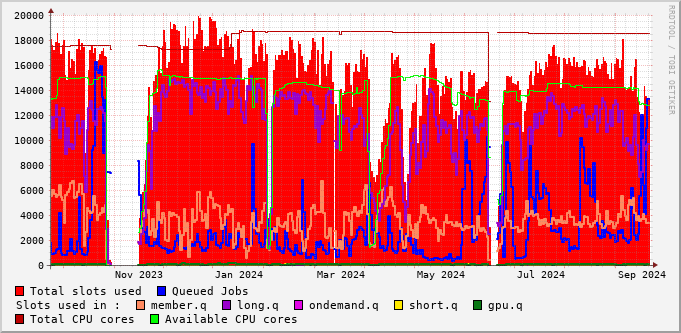 20000
18000
16000
14000
12000
10000
8000
6000
4000
2000
0
Nov 2023 Jan 2024 Mar 2024 May 2024 Jul 2024 Sep 2024
RRDTOOL / TOBI OETIKER
Total slots used Queued Jobs
Slots used in : member.q long.q ondemand.q short.q gpu.q
Total CPU cores Available CPU cores